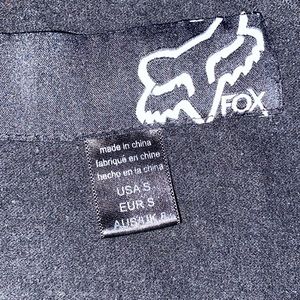 FOX
made in china
fabriqué en chine
hecho en la china
USA S
EUR S